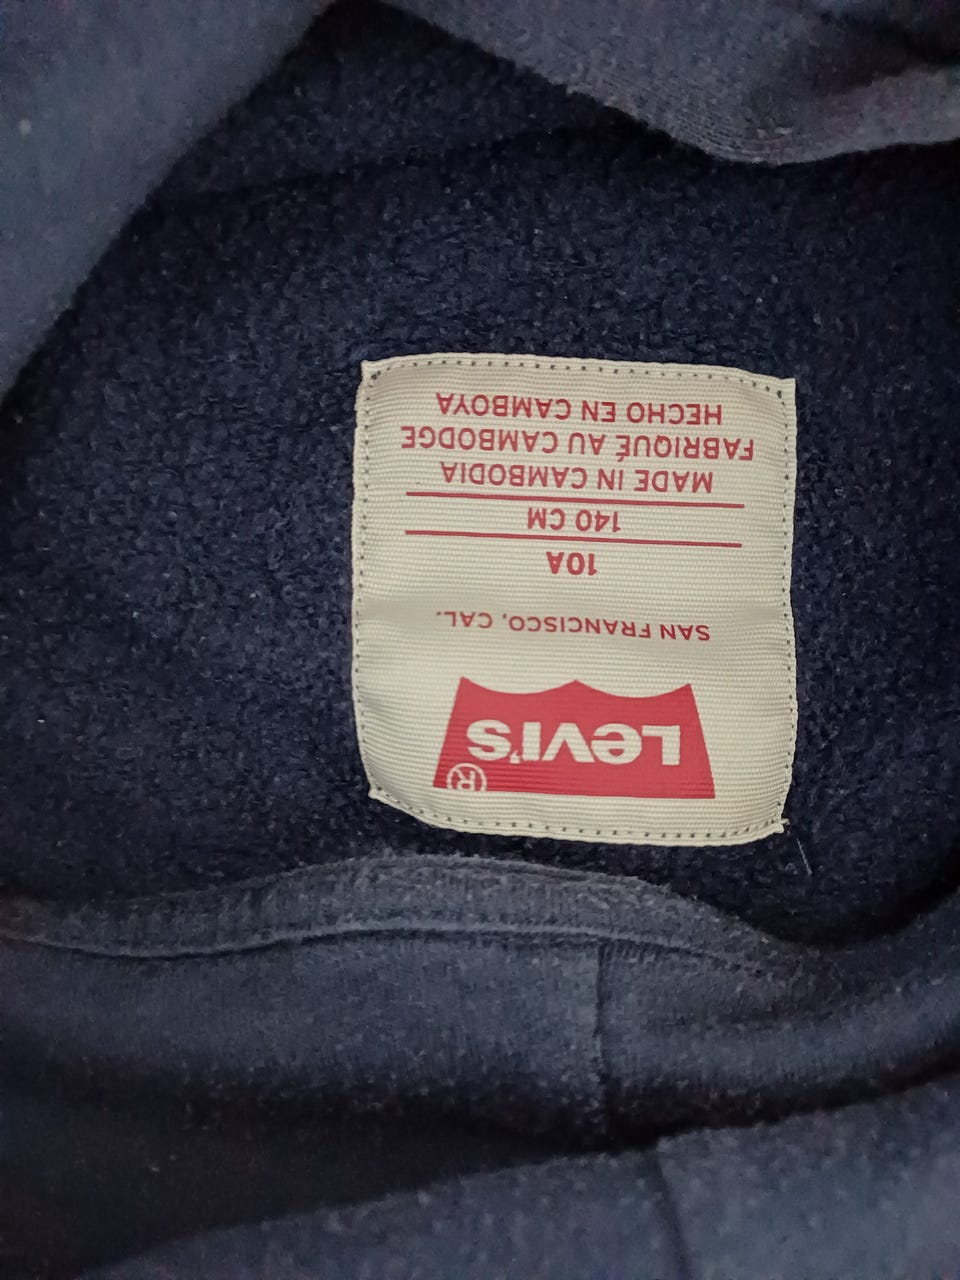 Levi's
®
SAN FRANCISCO, CAL.
10A
140 CM
MADE IN CAMBODIA
FABRIQUÉ AU CAMBODGE
HECHO EN CAMBOYA